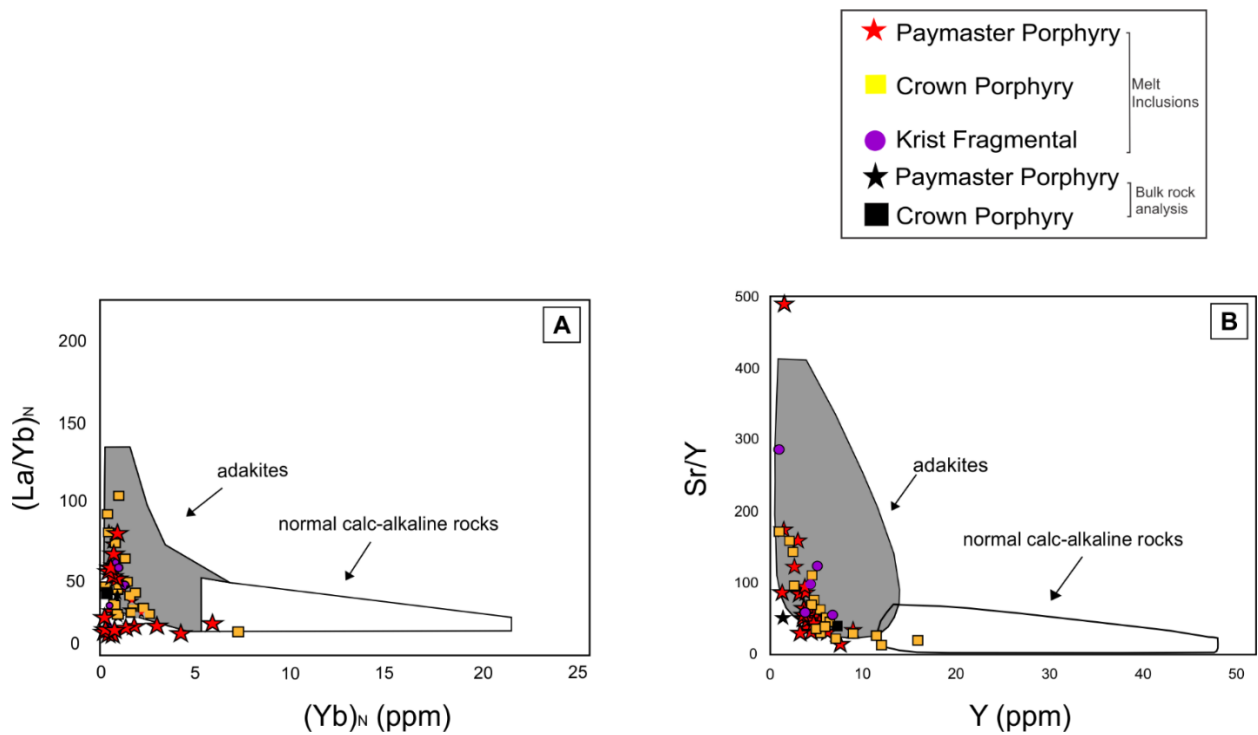 Paymaster Porphyry
Crown Porphyry
Krist Fragmental
Melt
Inclusions
Paymaster Porphyry
Crown Porphyry
Bulk rock
analysis
A
200
150
100
50
0
(La/Yb)N
adakites
normal calc-alkaline rocks
0
5
10
15
20
25
(Yb)N (ppm)
B
500
400
300
200
100
0
Sr/Y
adakites
normal calc-alkaline rocks
0
10
20
30
40
50
Y (ppm)